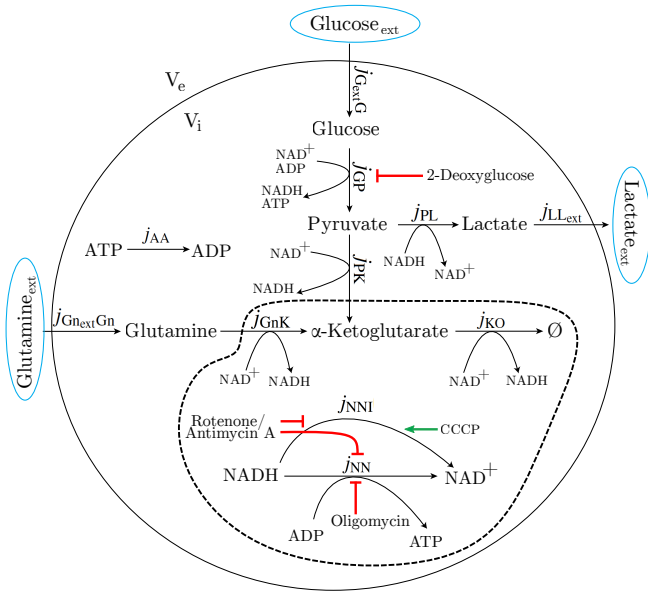 Glucose_ext
V_e
V_i
j_GextG
Glucose
NAD+
ADP
j_GP
NADH
ATP
2-Deoxyglucose
Pyruvate
j_PL
Lactate
j_LLext
Lactate_ext
NADH
NAD+
ATP
j_AA
ADP
NAD+
j_PK
NADH
Glutamine_ext
j_GnextGn
Glutamine
j_GnK
α-Ketoglutarate
j_KO
Ø
NAD+
NADH
NAD+
NADH
j_NNI
Rotenone/
Antimycin A
CCCP
NADH
j_NN
NAD+
Oligomycin
ADP
ATP